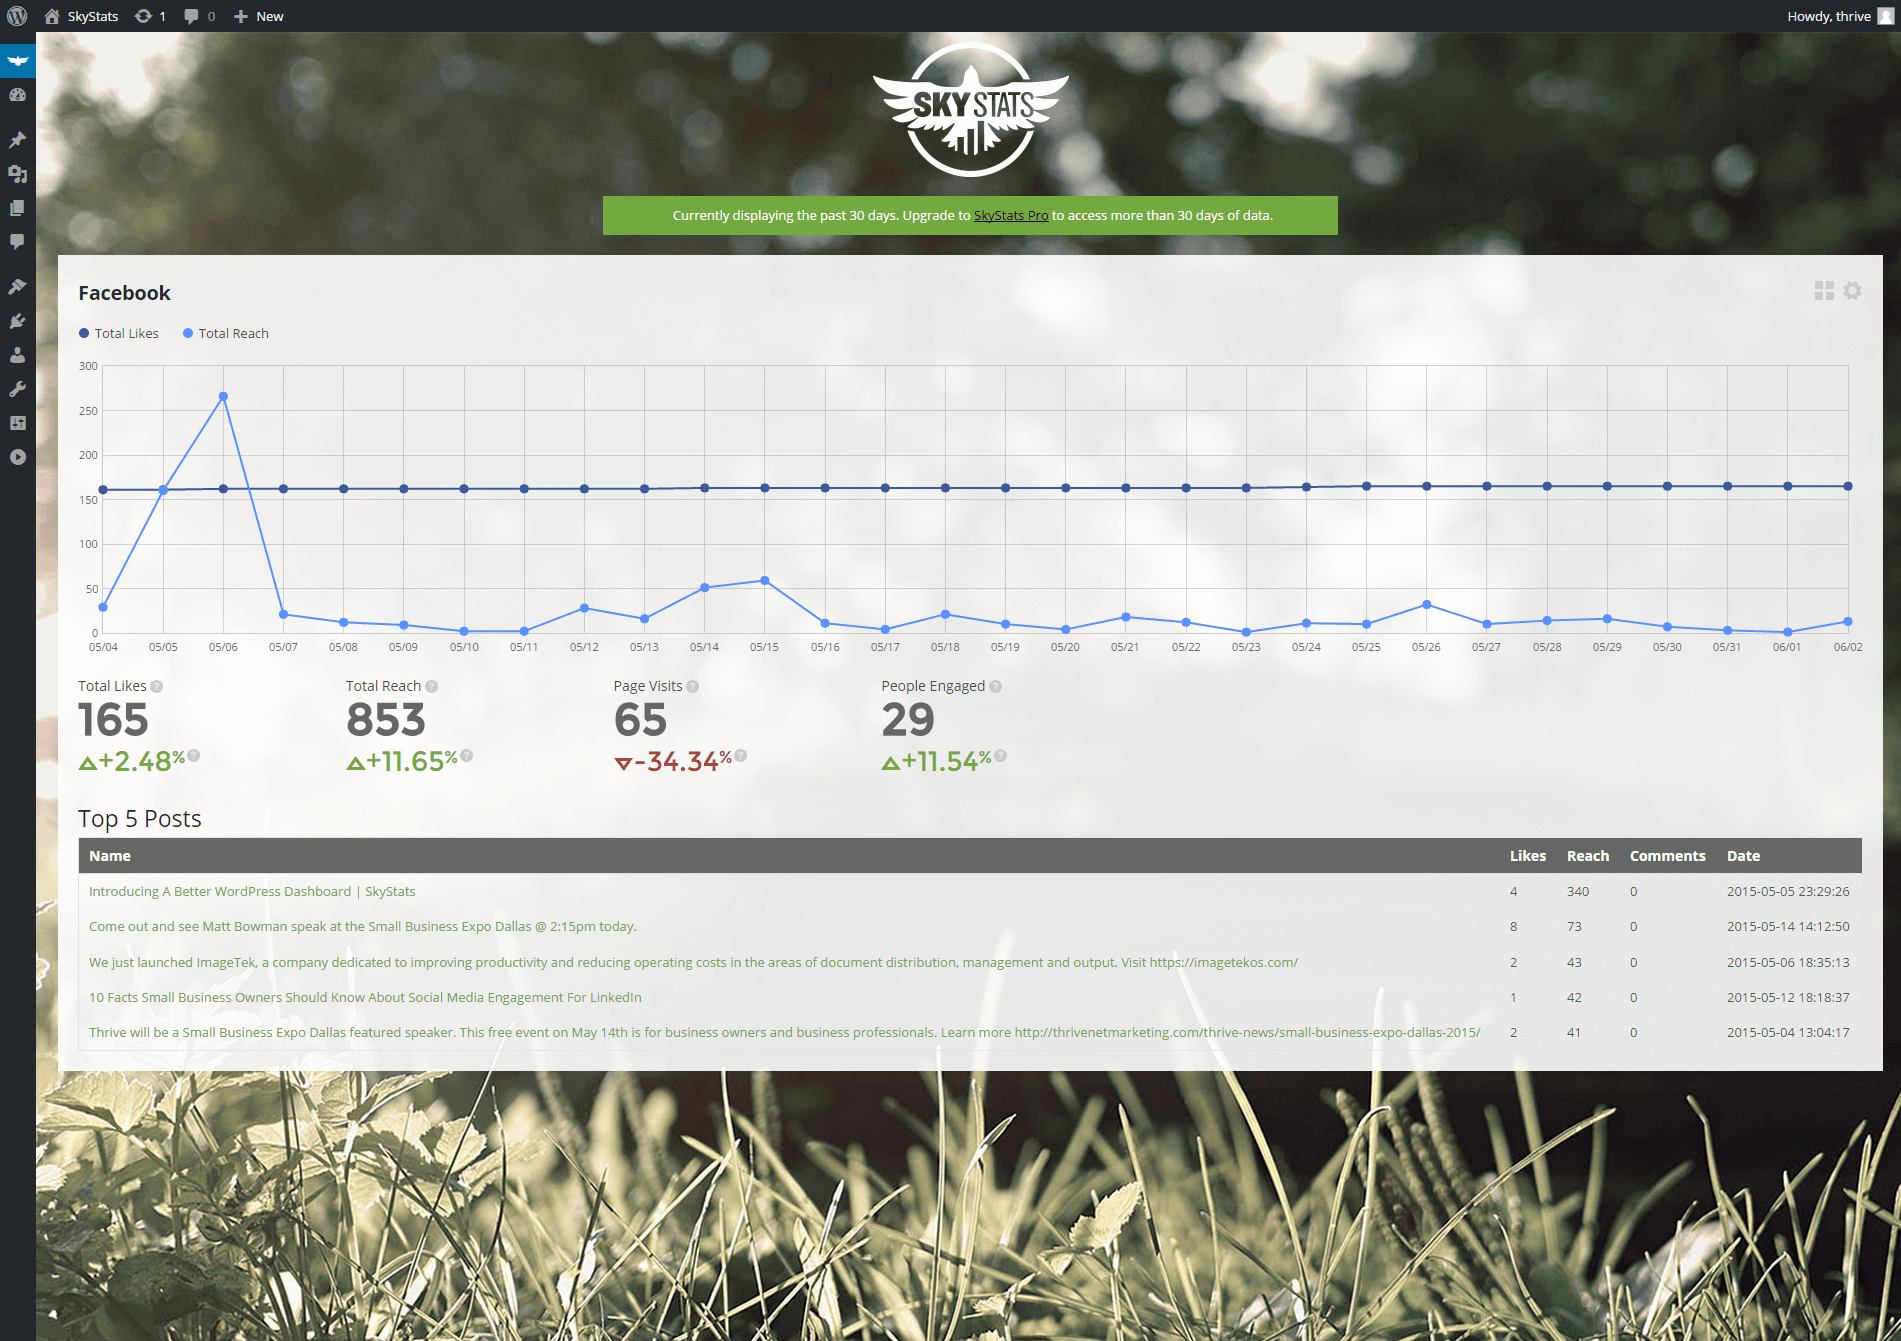 SkyStats 1 0 New Howdy, thrive
SKY STATS
Currently displaying the past 30 days. Upgrade to SkyStats Pro to access more than 30 days of data.
Facebook
Total Likes Total Reach
300
250
200
150
100
50
0
05/04 05/05 05/06 05/07 05/08 05/09 05/10 05/11 05/12 05/13 05/14 05/15 05/16 05/17 05/18 05/19 05/20 05/21 05/22 05/23 05/24 05/25 05/26 05/27 05/28 05/29 05/30 05/31 06/01 06/02
Total Likes ? Total Reach ? Page Visits ? People Engaged ?
165 853 65 29
+2.48% ? +11.65% ? -34.34% ? +11.54% ?
Top 5 Posts
Name Likes Reach Comments Date
Introducing A Better WordPress Dashboard | SkyStats 4 340 0 2015-05-05 23:29:26
Come out and see Matt Bowman speak at the Small Business Expo Dallas @ 2:15pm today. 8 73 0 2015-05-14 14:12:50
We just launched ImageTek, a company dedicated to improving productivity and reducing operating costs in the areas of document distribution, management and output. Visit https://imagetekos.com/ 2 43 0 2015-05-06 18:35:13
10 Facts Small Business Owners Should Know About Social Media Engagement For LinkedIn 1 42 0 2015-05-12 18:18:37
Thrive will be a Small Business Expo Dallas featured speaker. This free event on May 14th is for business owners and business professionals. Learn more http://thrivenetmarketing.com/thrive-news/small-business-expo-dallas-2015/ 2 41 0 2015-05-04 13:04:17